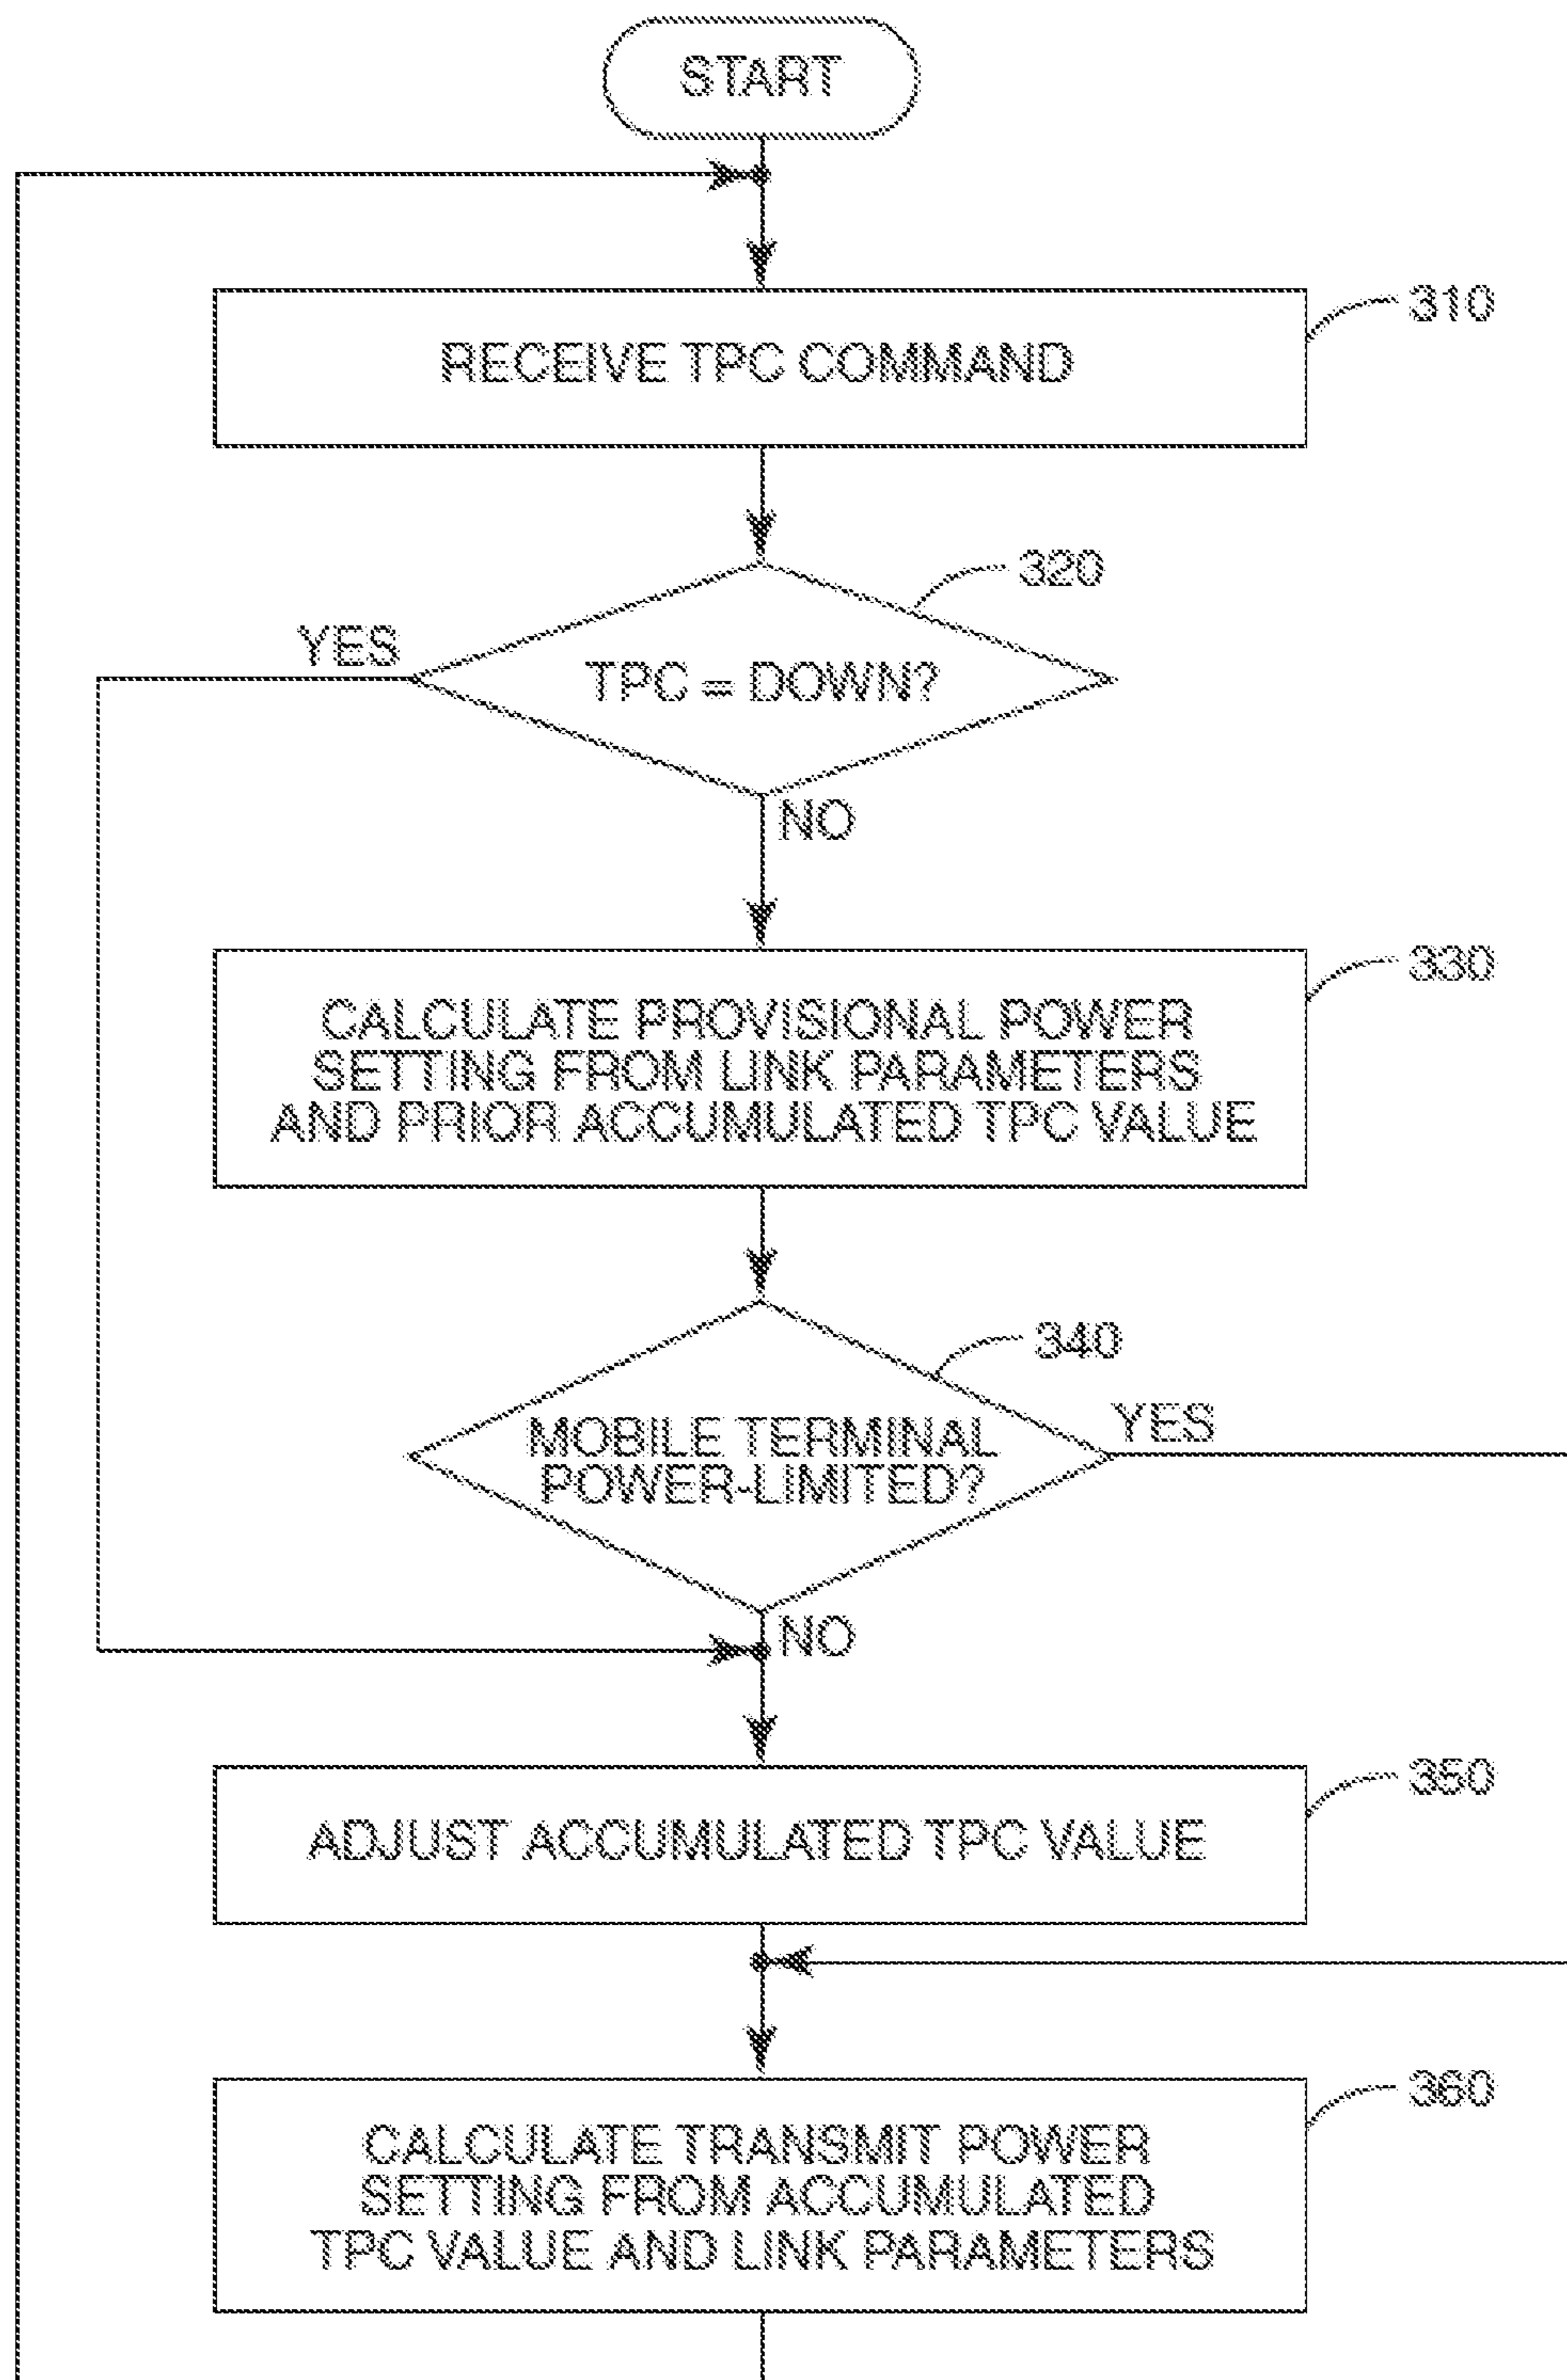 START
310
RECEIVE TPC COMMAND
320
YES
TPC = DOWN?
NO
330
CALCULATE PROVISIONAL POWER
SETTING FROM LINK PARAMETERS
AND PRIOR ACCUMULATED TPC VALUE
340
YES
MOBILE TERMINAL
POWER-LIMITED?
NO
350
ADJUST ACCUMULATED TPC VALUE
360
CALCULATE TRANSMIT POWER
SETTING FROM ACCUMULATED
TPC VALUE AND LINK PARAMETERS